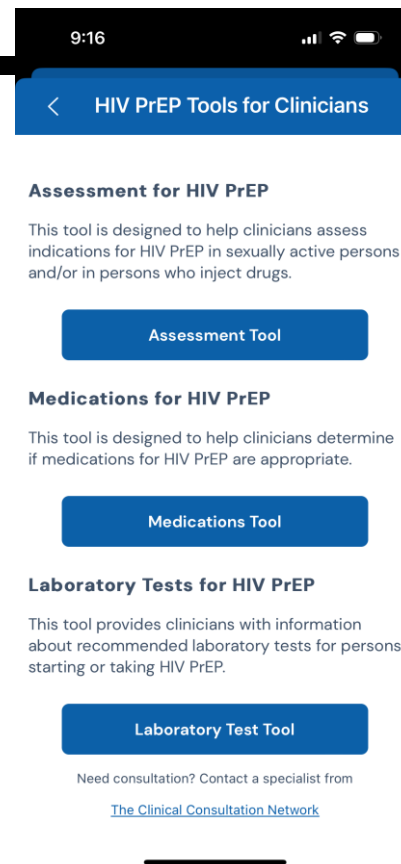 9:16
HIV PrEP Tools for Clinicians
Assessment for HIV PrEP
This tool is designed to help clinicians assess
indications for HIV PrEP in sexually active persons
and/or in persons who inject drugs.
Assessment Tool
Medications for HIV PrEP
This tool is designed to help clinicians determine
if medications for HIV PrEP are appropriate.
Medications Tool
Laboratory Tests for HIV PrEP
This tool provides clinicians with information
about recommended laboratory tests for persons
starting or taking HIV PrEP.
Laboratory Test Tool
Need consultation? Contact a specialist from
The Clinical Consultation Network